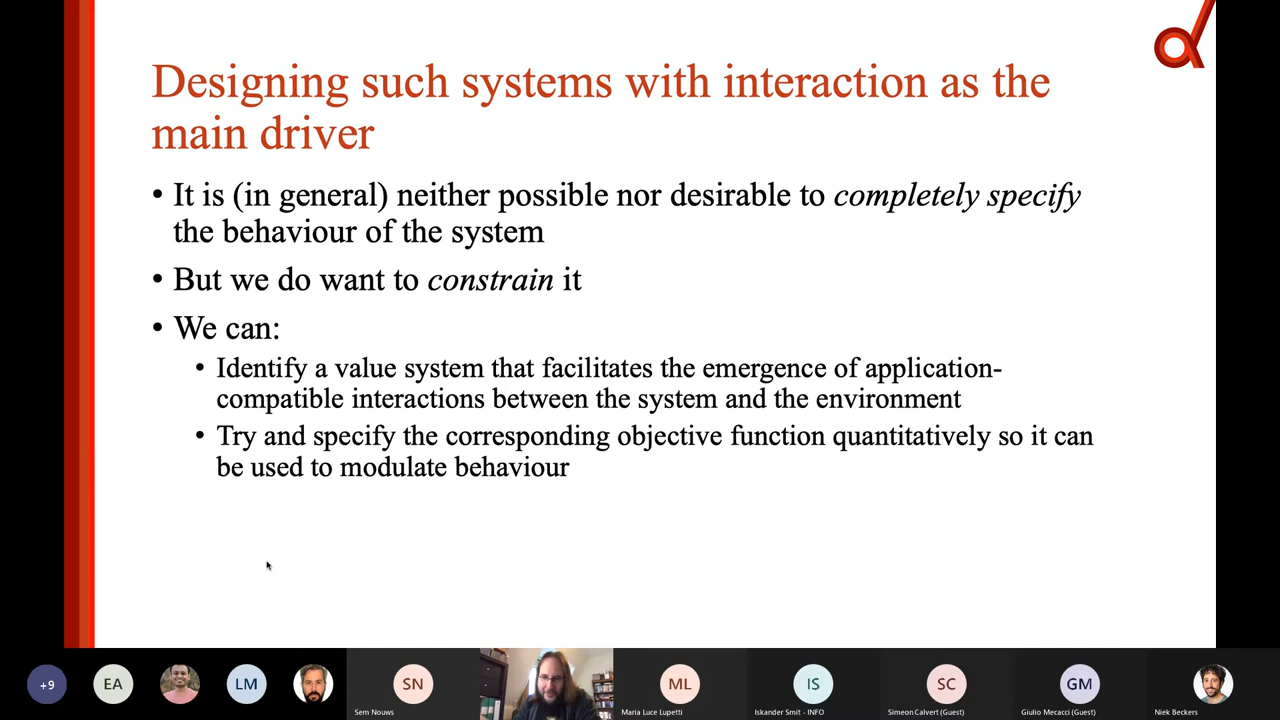 Designing such systems with interaction as the
main driver
• It is (in general) neither possible nor desirable to completely specify
the behaviour of the system
• But we do want to constrain it
• We can:
• Identify a value system that facilitates the emergence of application-
compatible interactions between the system and the environment
• Try and specify the corresponding objective function quantitatively so it can
be used to modulate behaviour
+9
EA
LM
SN
ML
IS
SC
GM
Sem Nouws
Maria Luce Lupetti
Iskander Smit - INFO
Simeon Calvert (Guest)
Giulio Mecacci (Guest)
Niek Beckers